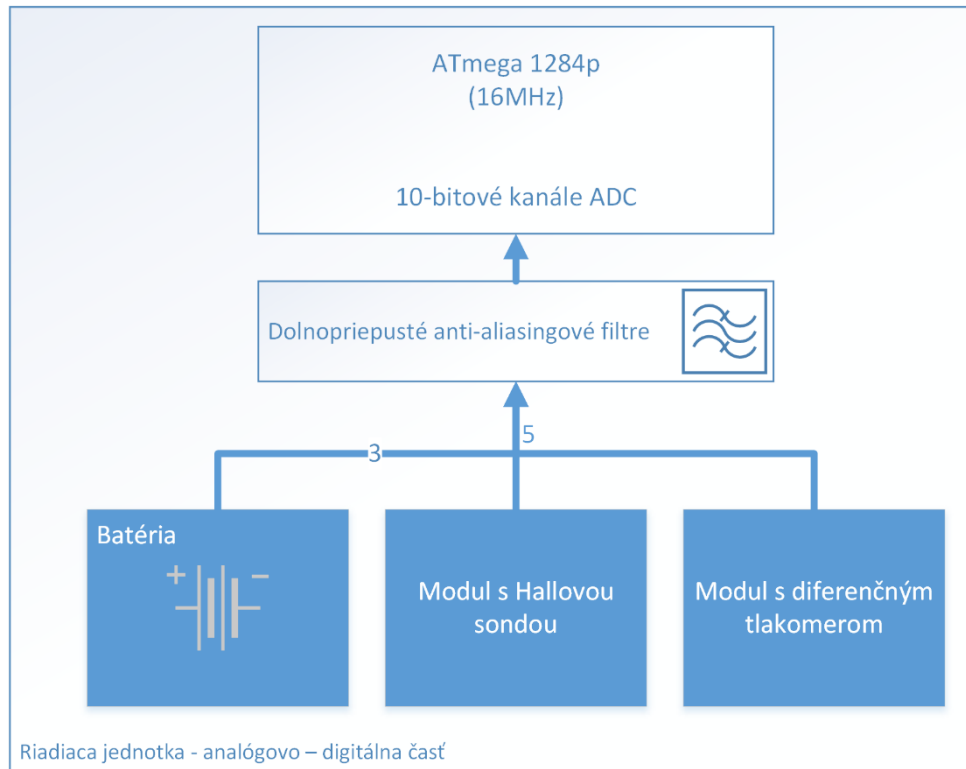 ATmega 1284p
(16MHz)
10-bitové kanále ADC
Dolnopriepusté anti-aliasingové filtre
5
3
Batéria
+ −
Modul s Hallovou
sondou
Modul s diferenčným
tlakomerom
Riadiaca jednotka - analógovo – digitálna časť